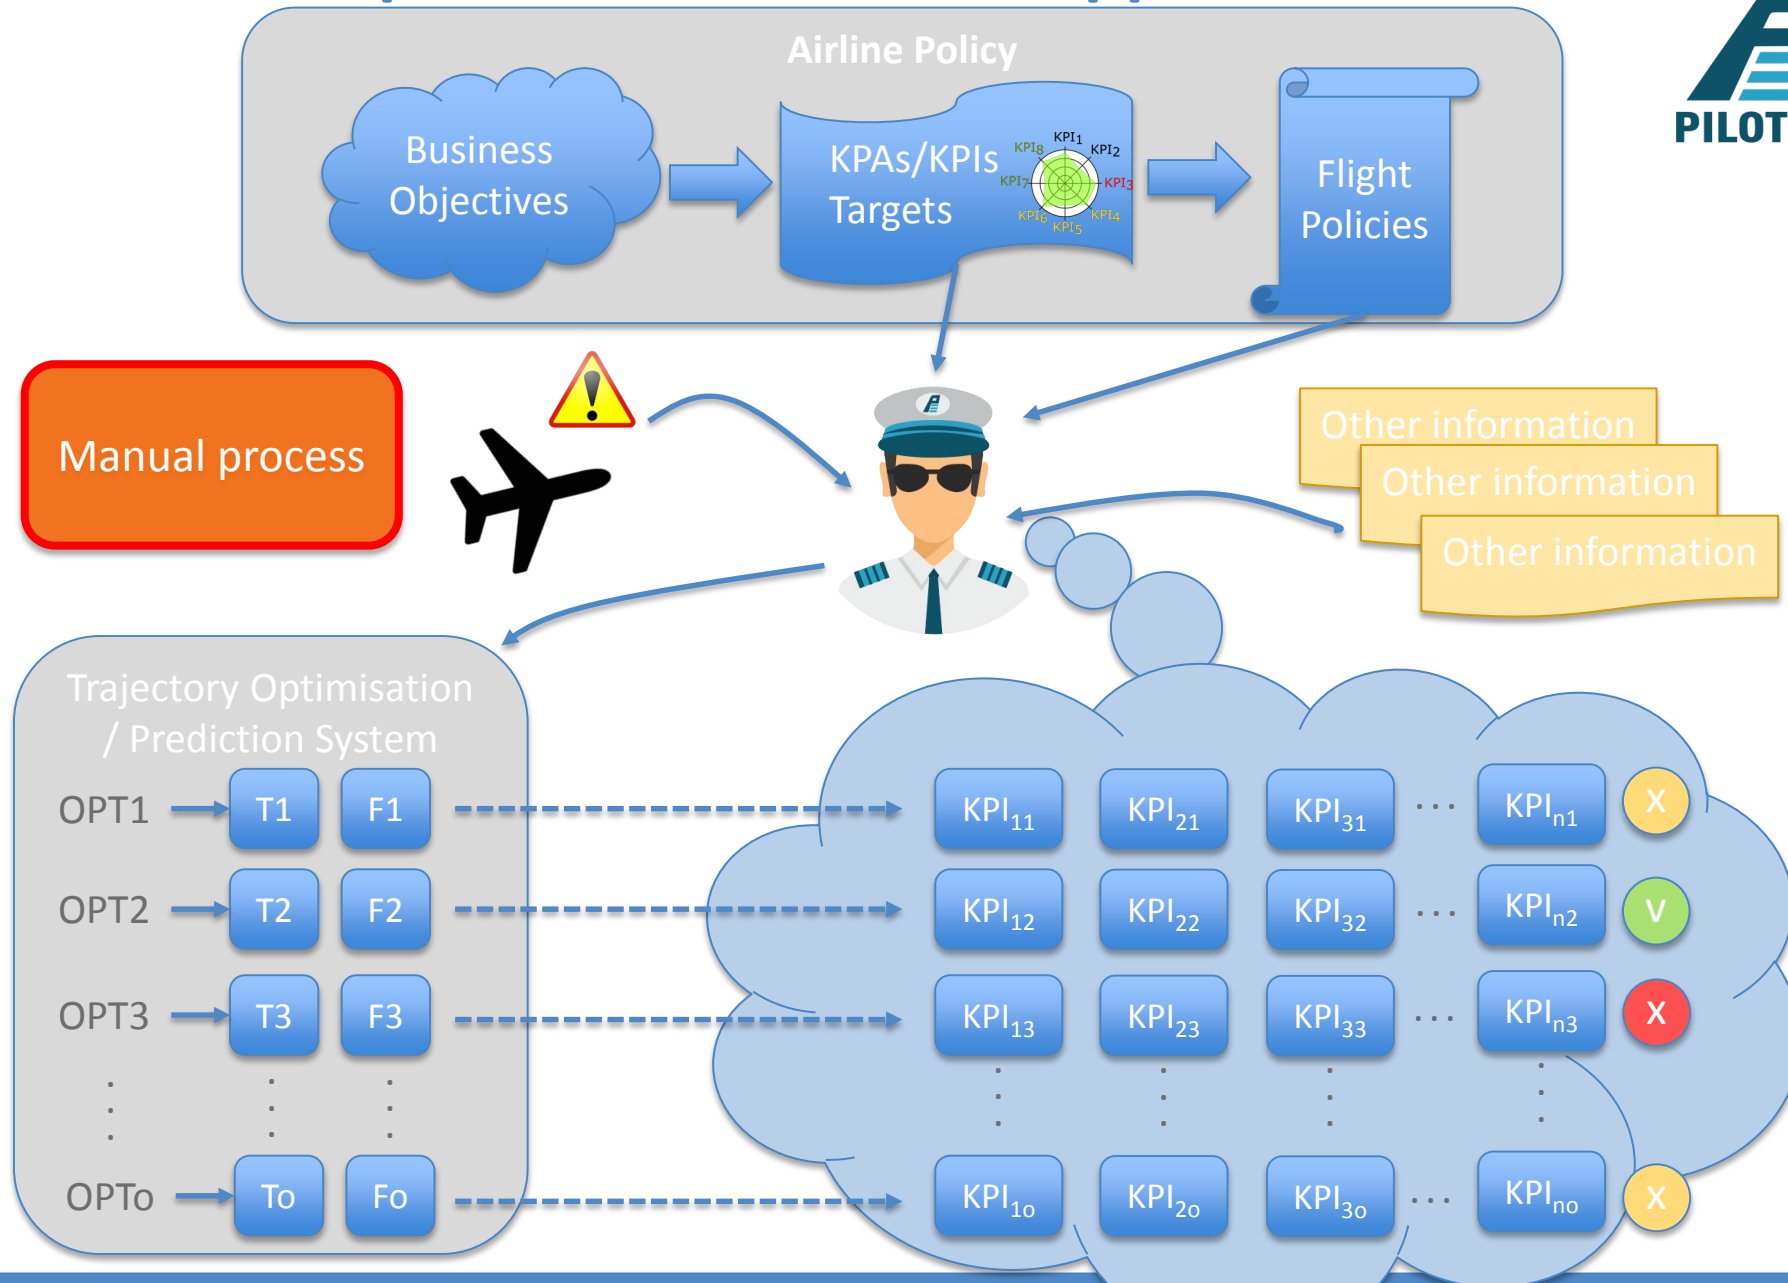 Airline Policy
Business
Objectives
KPAs/KPIs
Targets
KPI1
KPI2
KPI3
KPI4
KPI5
KPI6
KPI7
KPI8
Flight
Policies
PILOT
Manual process
Other information
Other information
Other information
Trajectory Optimisation
/ Prediction System
OPT1 T1 F1 KPI11 KPI21 KPI31 ... KPIn1 X
OPT2 T2 F2 KPI12 KPI22 KPI32 ... KPIn2 V
OPT3 T3 F3 KPI13 KPI23 KPI33 ... KPIn3 X
OPTo To Fo KPI1o KPI2o KPI3o ... KPIno X